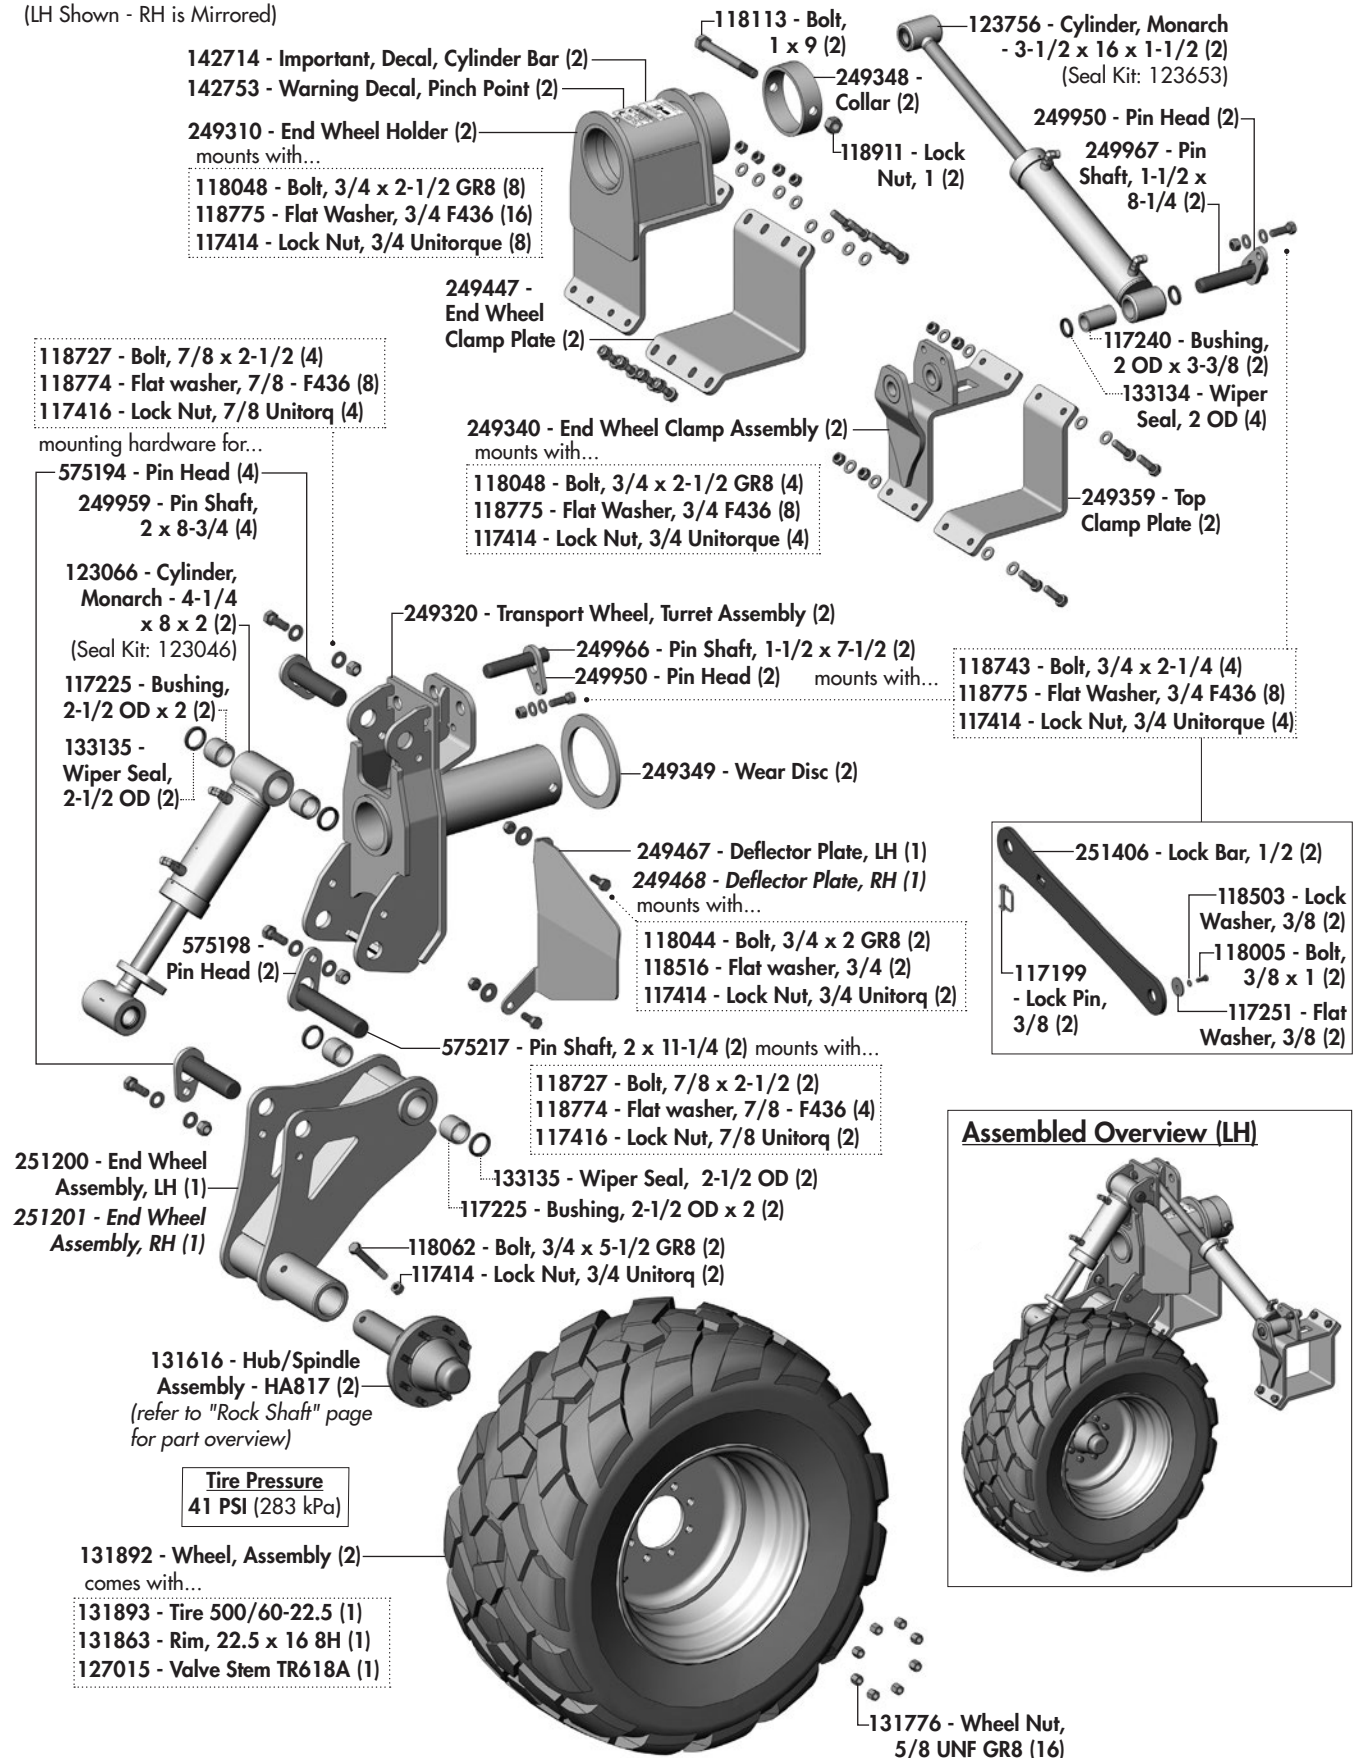 (LH Shown - RH is Mirrored)
142714 - Important, Decal, Cylinder Bar (2)
142753 - Warning Decal, Pinch Point (2)
249310 - End Wheel Holder (2)
mounts with...
118048 - Bolt, 3/4 x 2-1/2 GR8 (8)
118775 - Flat Washer, 3/4 F436 (16)
117414 - Lock Nut, 3/4 Unitorque (8)
118113 - Bolt,
1 x 9 (2)
249348 -
Collar (2)
118911 - Lock
Nut, 1 (2)
123756 - Cylinder, Monarch
- 3-1/2 x 16 x 1-1/2 (2)
(Seal Kit: 123653)
249950 - Pin Head (2)
249967 - Pin
Shaft, 1-1/2 x
8-1/4 (2)
249447 -
End Wheel
Clamp Plate (2)
117240 - Bushing,
2 OD x 3-3/8 (2)
133134 - Wiper
Seal, 2 OD (4)
118727 - Bolt, 7/8 x 2-1/2 (4)
118774 - Flat washer, 7/8 - F436 (8)
117416 - Lock Nut, 7/8 Unitorq (4)
mounting hardware for...
575194 - Pin Head (4)
249959 - Pin Shaft,
2 x 8-3/4 (4)
249340 - End Wheel Clamp Assembly (2)
mounts with...
118048 - Bolt, 3/4 x 2-1/2 GR8 (4)
118775 - Flat Washer, 3/4 F436 (8)
117414 - Lock Nut, 3/4 Unitorque (4)
249359 - Top
Clamp Plate (2)
123066 - Cylinder,
Monarch - 4-1/4
x 8 x 2 (2)
(Seal Kit: 123046)
117225 - Bushing,
2-1/2 OD x 2 (2)
133135 -
Wiper Seal,
2-1/2 OD (2)
249320 - Transport Wheel, Turret Assembly (2)
249966 - Pin Shaft, 1-1/2 x 7-1/2 (2)
249950 - Pin Head (2) mounts with...
118743 - Bolt, 3/4 x 2-1/4 (4)
118775 - Flat Washer, 3/4 F436 (8)
117414 - Lock Nut, 3/4 Unitorque (4)
249349 - Wear Disc (2)
249467 - Deflector Plate, LH (1)
249468 - Deflector Plate, RH (1)
mounts with...
118044 - Bolt, 3/4 x 2 GR8 (2)
118516 - Flat washer, 3/4 (2)
117414 - Lock Nut, 3/4 Unitorq (2)
251406 - Lock Bar, 1/2 (2)
118503 - Lock
Washer, 3/8 (2)
118005 - Bolt,
3/8 x 1 (2)
117251 - Flat
Washer, 3/8 (2)
117199
- Lock Pin,
3/8 (2)
575198 -
Pin Head (2)
575217 - Pin Shaft, 2 x 11-1/4 (2) mounts with...
118727 - Bolt, 7/8 x 2-1/2 (2)
118774 - Flat washer, 7/8 - F436 (4)
117416 - Lock Nut, 7/8 Unitorq (2)
133135 - Wiper Seal, 2-1/2 OD (2)
117225 - Bushing, 2-1/2 OD x 2 (2)
251200 - End Wheel
Assembly, LH (1)
251201 - End Wheel
Assembly, RH (1)
118062 - Bolt, 3/4 x 5-1/2 GR8 (2)
117414 - Lock Nut, 3/4 Unitorq (2)
Assembled Overview (LH)
131616 - Hub/Spindle
Assembly - HA817 (2)
(refer to "Rock Shaft" page
for part overview)
Tire Pressure
41 PSI (283 kPa)
131892 - Wheel, Assembly (2)
comes with...
131893 - Tire 500/60-22.5 (1)
131863 - Rim, 22.5 x 16 8H (1)
127015 - Valve Stem TR618A (1)
131776 - Wheel Nut,
5/8 UNF GR8 (16)